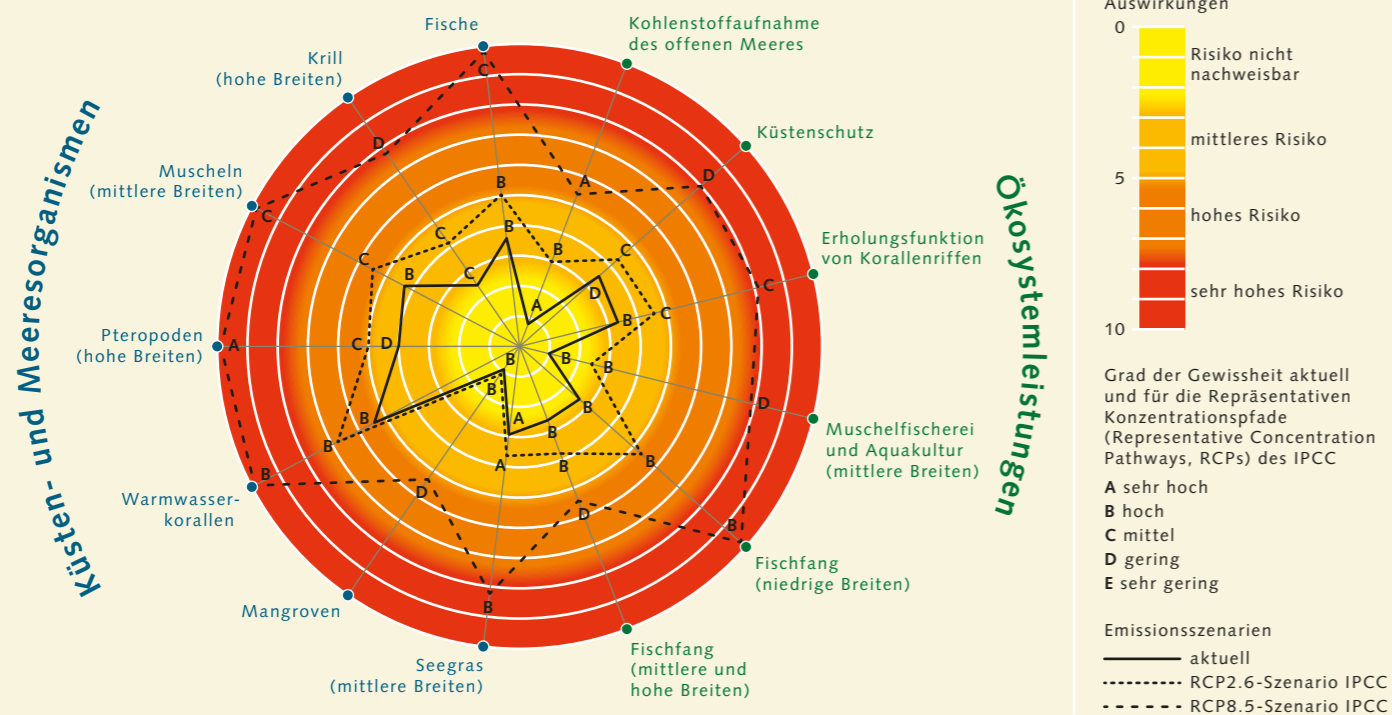 Auswirkungen
0
Risiko nicht
nachweisbar
mittleres Risiko
5
hohes Risiko
sehr hohes Risiko
10
Grad der Gewissheit aktuell
und für die Repräsentativen
Konzentrationspfade
(Representative Concentration
Pathways, RCPs) des IPCC
A sehr hoch
B hoch
C mittel
D gering
E sehr gering
Emissionsszenarien
aktuell
RCP2.6-Szenario IPCC
RCP8.5-Szenario IPCC
Küsten- und Meeresorganismen
Fische
C
B
B
Krill
(hohe Breiten)
D
C
C
Muscheln
(mittlere Breiten)
C
C
B
Pteropoden
(hohe Breiten)
A
C
D
Warmwasser-
korallen
B
B
B
Mangroven
D
B
B
Seegras
(mittlere Breiten)
B
A
A
Ökosystemleistungen
Kohlenstoffaufnahme
des offenen Meeres
A
B
A
Küstenschutz
D
C
D
Erholungsfunktion
von Korallenriffen
C
C
B
Muschelfischerei
und Aquakultur
(mittlere Breiten)
D
B
B
Fischfang
(niedrige Breiten)
B
B
B
Fischfang
(mittlere und
hohe Breiten)
D
B
B